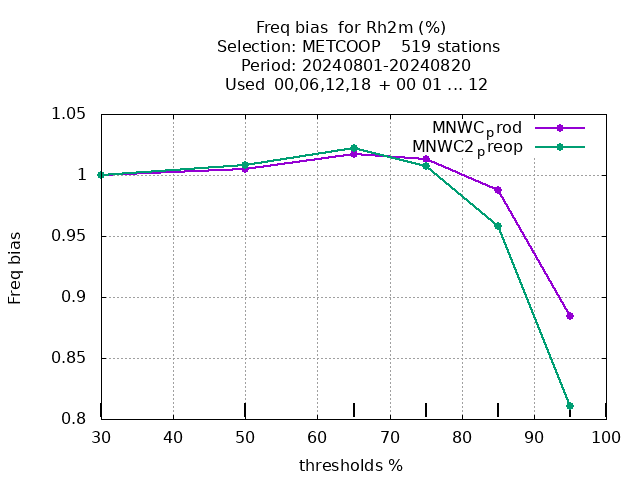 Freq bias  for Rh2m (%)
Selection: METCOOP    519 stations
Period: 20240801-20240820
Used  00,06,12,18 + 00 01 ... 12
MNWCprod
MNWC2preop
1.05
1
0.95
0.9
0.85
0.8
Freq bias
30 40 50 60 70 80 90 100
thresholds %